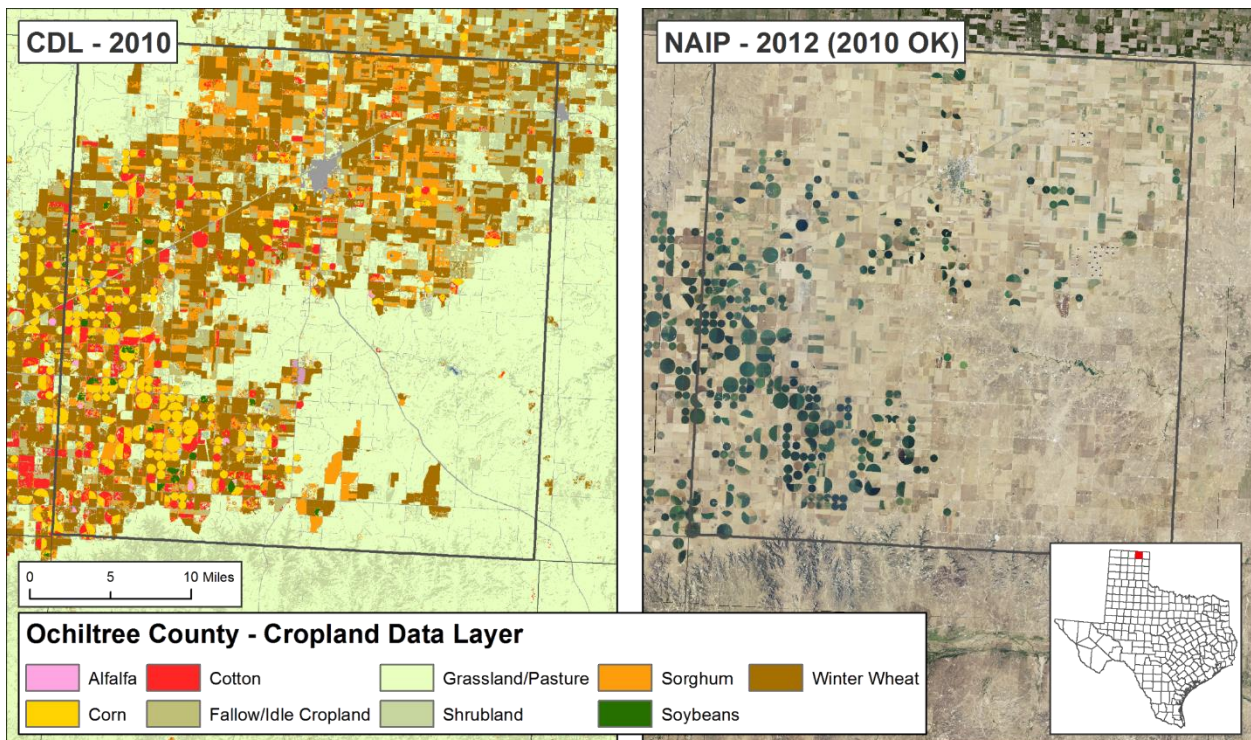 CDL - 2010
NAIP - 2012 (2010 OK)
0 5 10 Miles
Ochiltree County - Cropland Data Layer
Alfalfa Cotton Grassland/Pasture Sorghum Winter Wheat
Corn Fallow/Idle Cropland Shrubland Soybeans